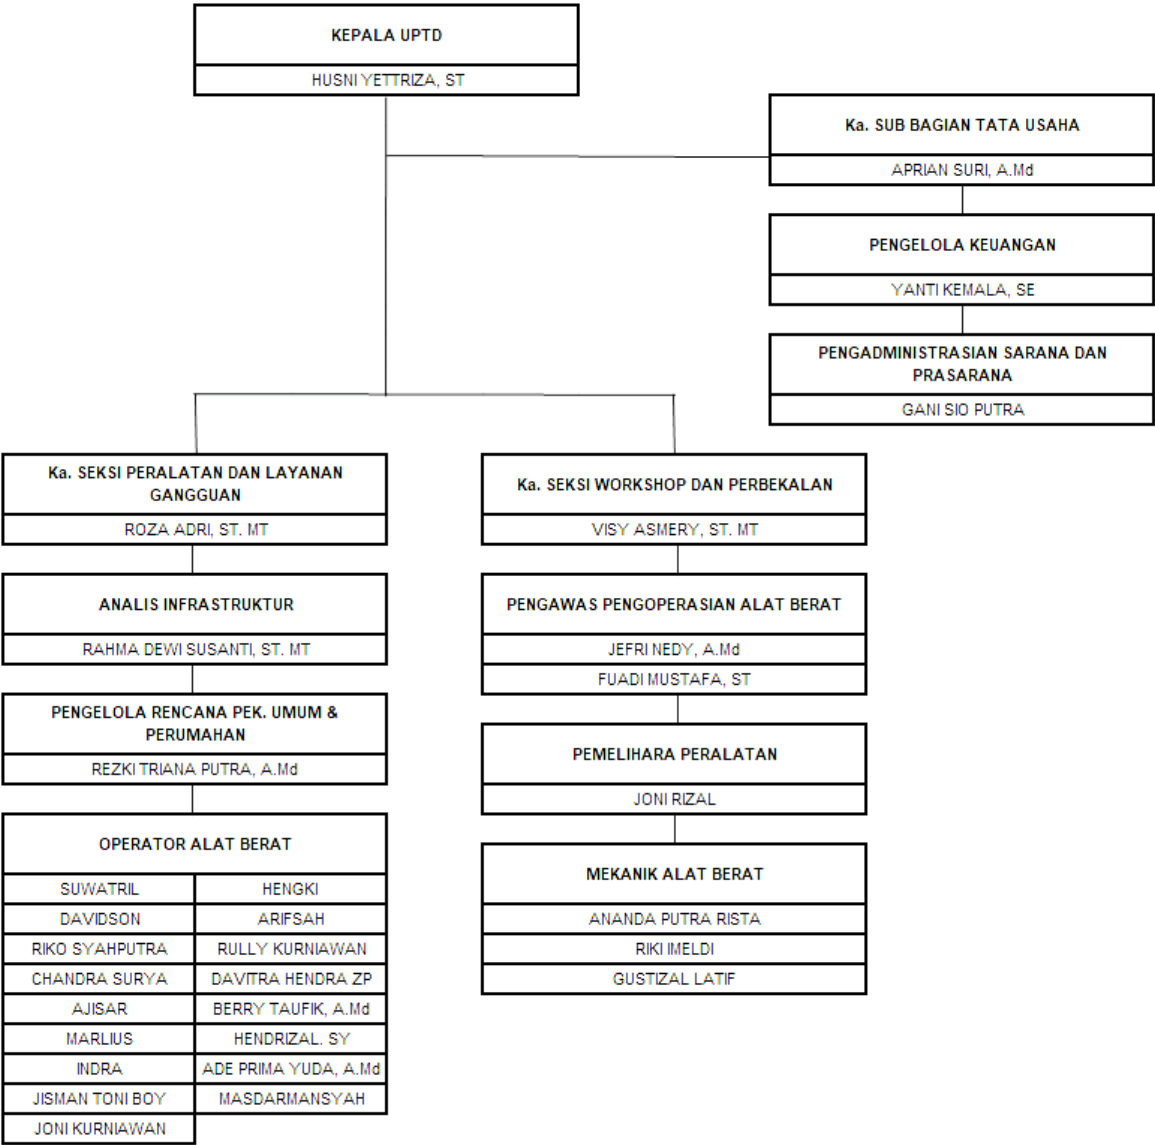 KEPALA UPTD
HUSNI YETTRIZA, ST
Ka. SUB BAGIAN TATA USAHA
APRIAN SURI, A.Md
PENGELOLA KEUANGAN
YANTI KEMALA, SE
PENGADMINISTRASIAN SARANA DAN
PRASARANA
GANI SIO PUTRA
Ka. SEKSI PERALATAN DAN LAYANAN
GANGGUAN
ROZA ADRI, ST. MT
ANALIS INFRASTRUKTUR
RAHMA DEWI SUSANTI, ST. MT
PENGELOLA RENCANA PEK. UMUM &
PERUMAHAN
REZKI TRIANA PUTRA, A.Md
OPERATOR ALAT BERAT
SUWATRIL
HENGKI
DAVIDSON
ARIFSAH
RIKO SYAHPUTRA
RULLY KURNIAWAN
CHANDRA SURYA
DAVITRA HENDRA ZP
AJISAR
BERRY TAUFIK, A.Md
MARLIUS
HENDRIZAL. SY
INDRA
ADE PRIMA YUDA, A.Md
JISMAN TONI BOY
MASDARMANSYAH
JONI KURNIAWAN
Ka. SEKSI WORKSHOP DAN PERBEKALAN
VISY ASMERY, ST. MT
PENGAWAS PENGOPERASIAN ALAT BERAT
JEFRI NEDY, A.Md
FUADI MUSTAFA, ST
PEMELIHARA PERALATAN
JONI RIZAL
MEKANIK ALAT BERAT
ANANDA PUTRA RISTA
RIKI IMELDI
GUSTIZAL LATIF